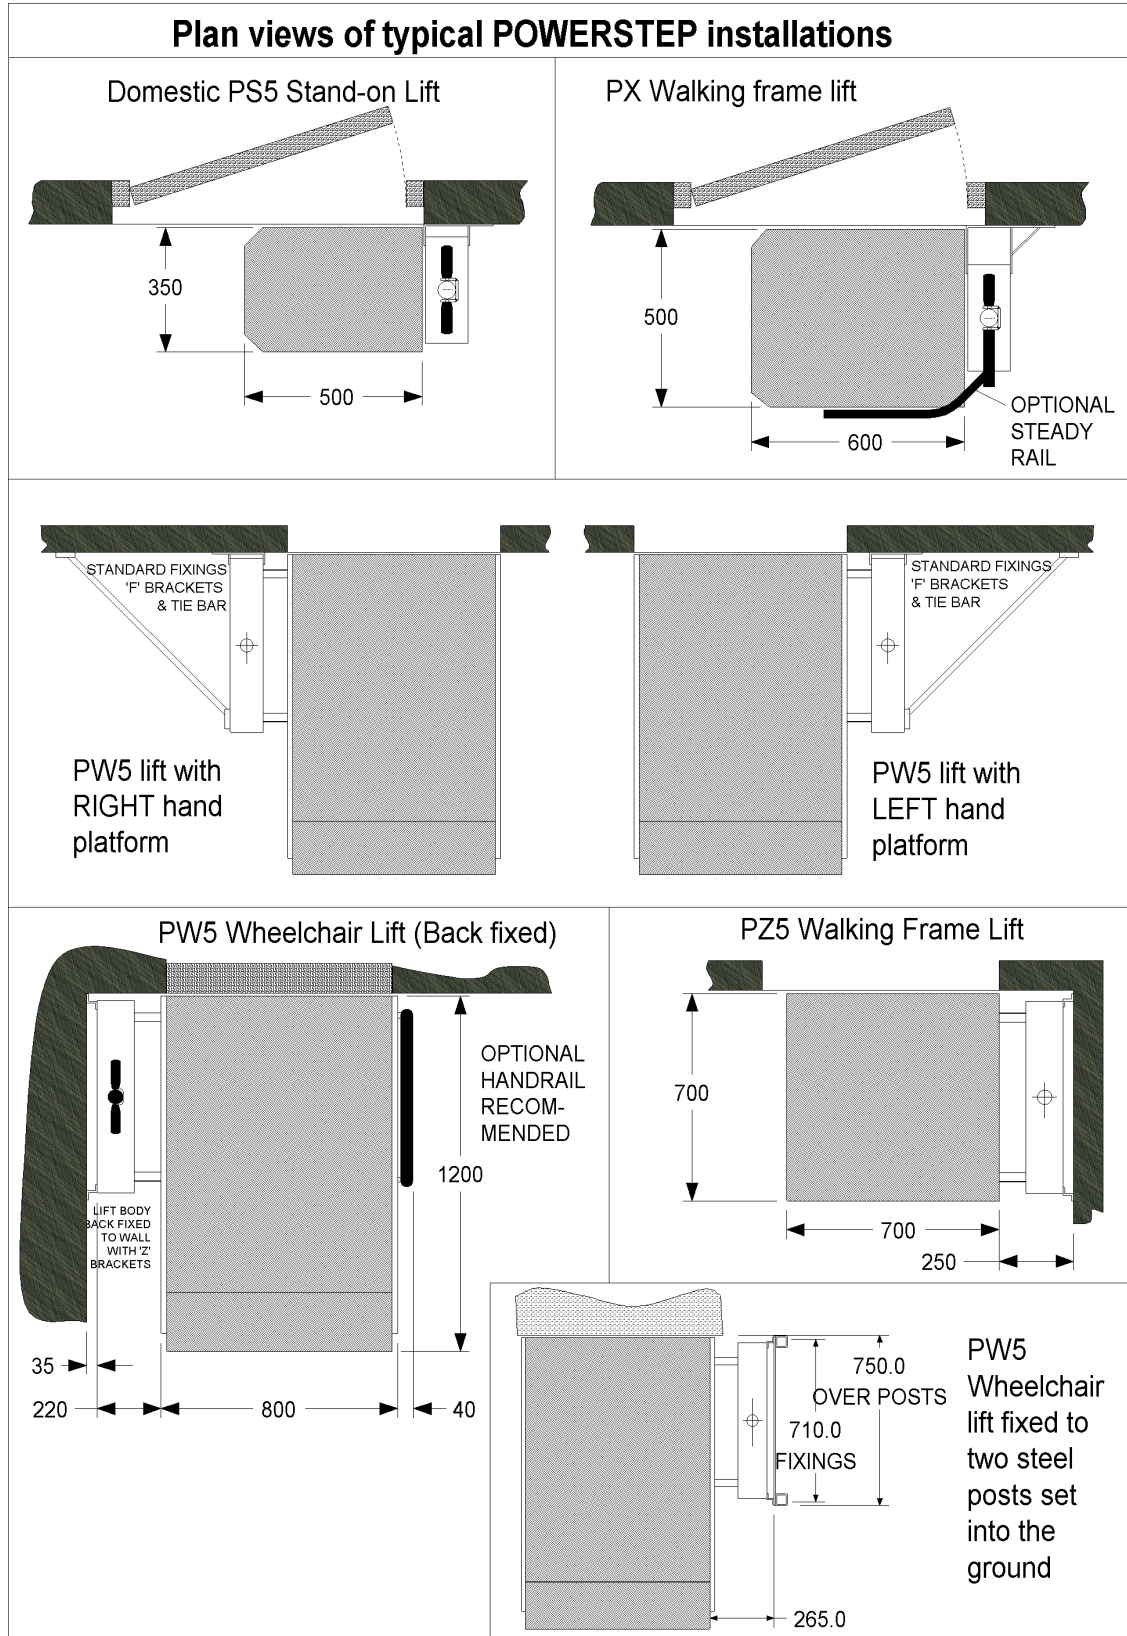 Plan views of typical POWERSTEP installations
Domestic PS5 Stand-on Lift
350
500
PX Walking frame lift
500
600
OPTIONAL
STEADY
RAIL
STANDARD FIXINGS
'F' BRACKETS
& TIE BAR
PW5 lift with
RIGHT hand
platform
STANDARD FIXINGS
'F' BRACKETS
& TIE BAR
PW5 lift with
LEFT hand
platform
PW5 Wheelchair Lift (Back fixed)
OPTIONAL
HANDRAIL
RECOM-
MENDED
1200
LIFT BODY
BACK FIXED
TO WALL
WITH 'Z'
BRACKETS
35
220
800
40
PZ5 Walking Frame Lift
700
700
250
750.0
OVER POSTS
710.0
FIXINGS
265.0
PW5
Wheelchair
lift fixed to
two steel
posts set
into the
ground